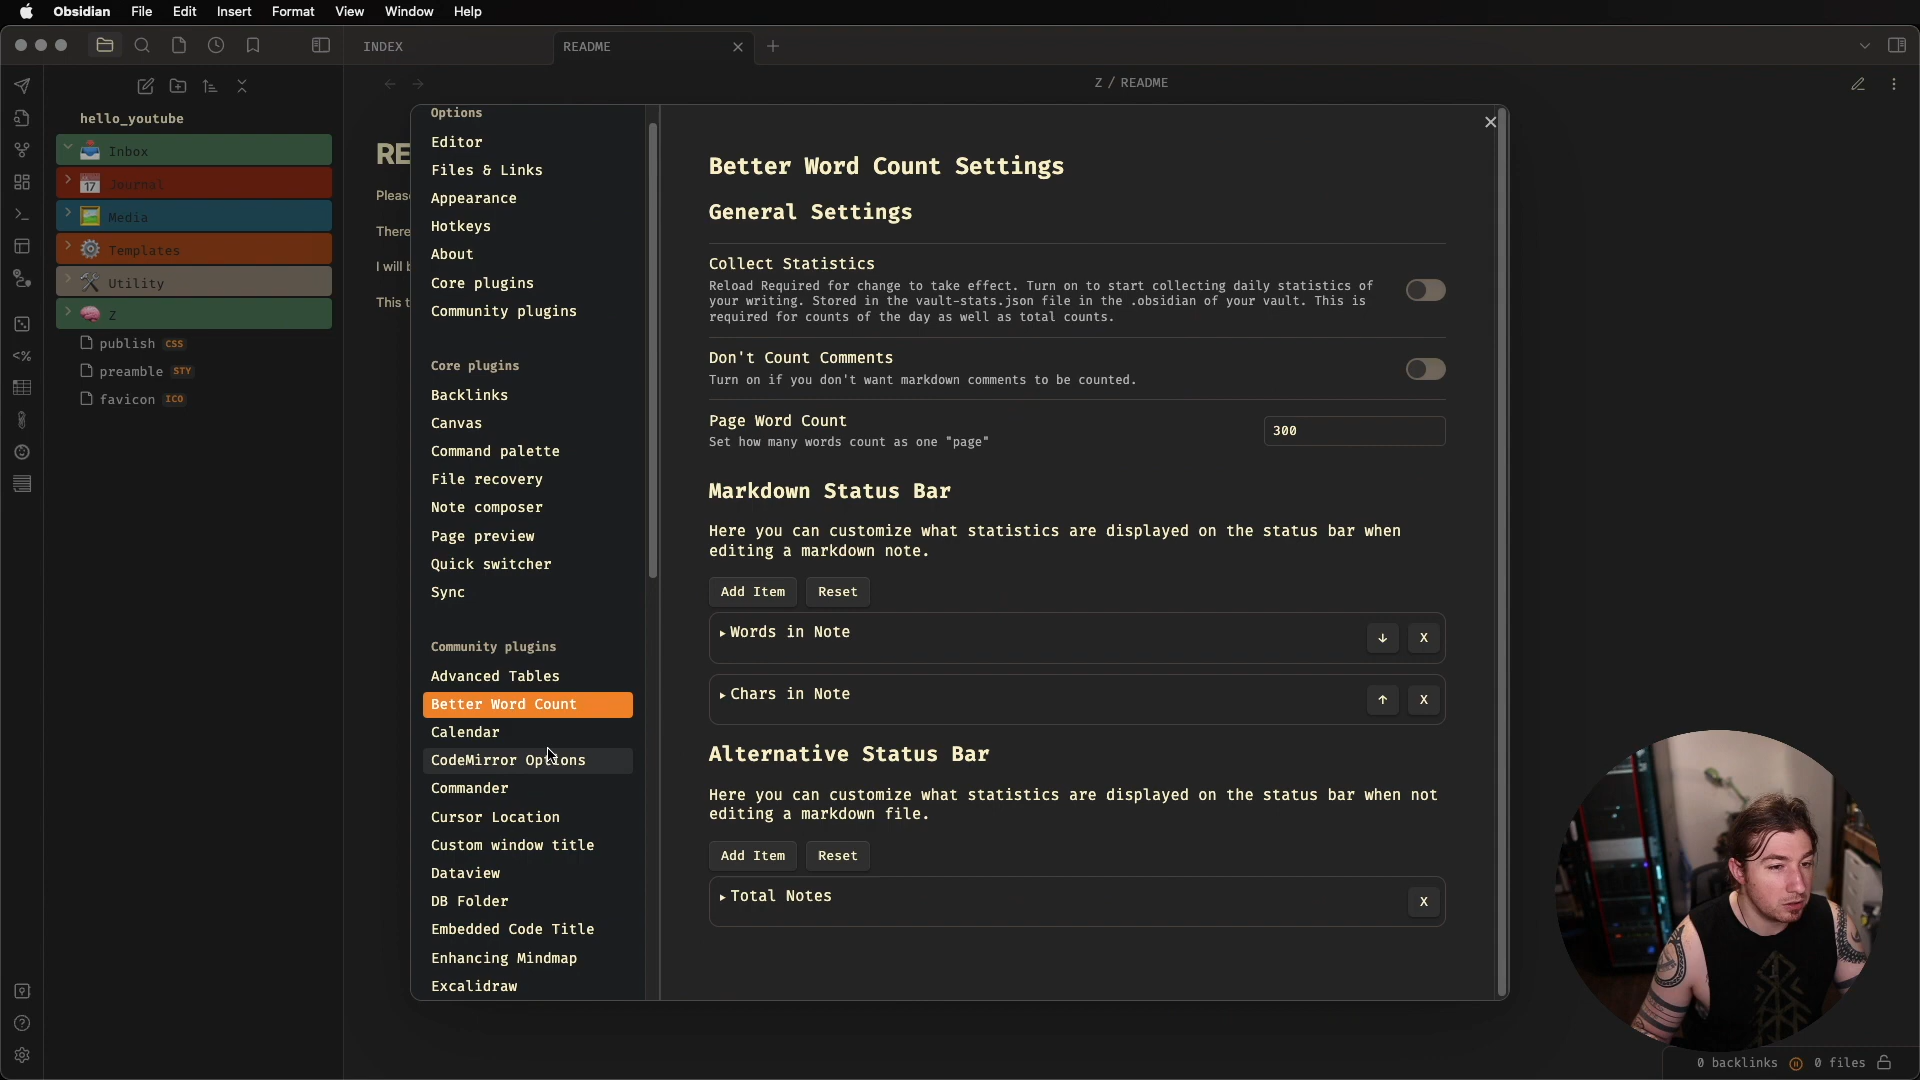 Obsidian File Edit Insert Format View Window Help
INDEX
README
Z / README
hello_youtube
Inbox
17 Journal
Media
Templates
Utility
Z
publish CSS
preamble STY
favicon ICO
<%
RE
Pleas
There
I will b
This t
Options
Editor
Files & Links
Appearance
Hotkeys
About
Core plugins
Community plugins
Core plugins
Backlinks
Canvas
Command palette
File recovery
Note composer
Page preview
Quick switcher
Sync
Community plugins
Advanced Tables
Better Word Count
Calendar
CodeMirror Options
Commander
Cursor Location
Custom window title
Dataview
DB Folder
Embedded Code Title
Enhancing Mindmap
Excalidraw
Better Word Count Settings
General Settings
Collect Statistics
Reload Required for change to take effect. Turn on to start collecting daily statistics of
your writing. Stored in the vault-stats.json file in the .obsidian of your vault. This is
required for counts of the day as well as total counts.
Don't Count Comments
Turn on if you don't want markdown comments to be counted.
Page Word Count
Set how many words count as one "page"
300
Markdown Status Bar
Here you can customize what statistics are displayed on the status bar when
editing a markdown note.
Add Item Reset
Words in Note
X
Chars in Note
X
Alternative Status Bar
Here you can customize what statistics are displayed on the status bar when not
editing a markdown file.
Add Item Reset
Total Notes
X
0 backlinks 0 files